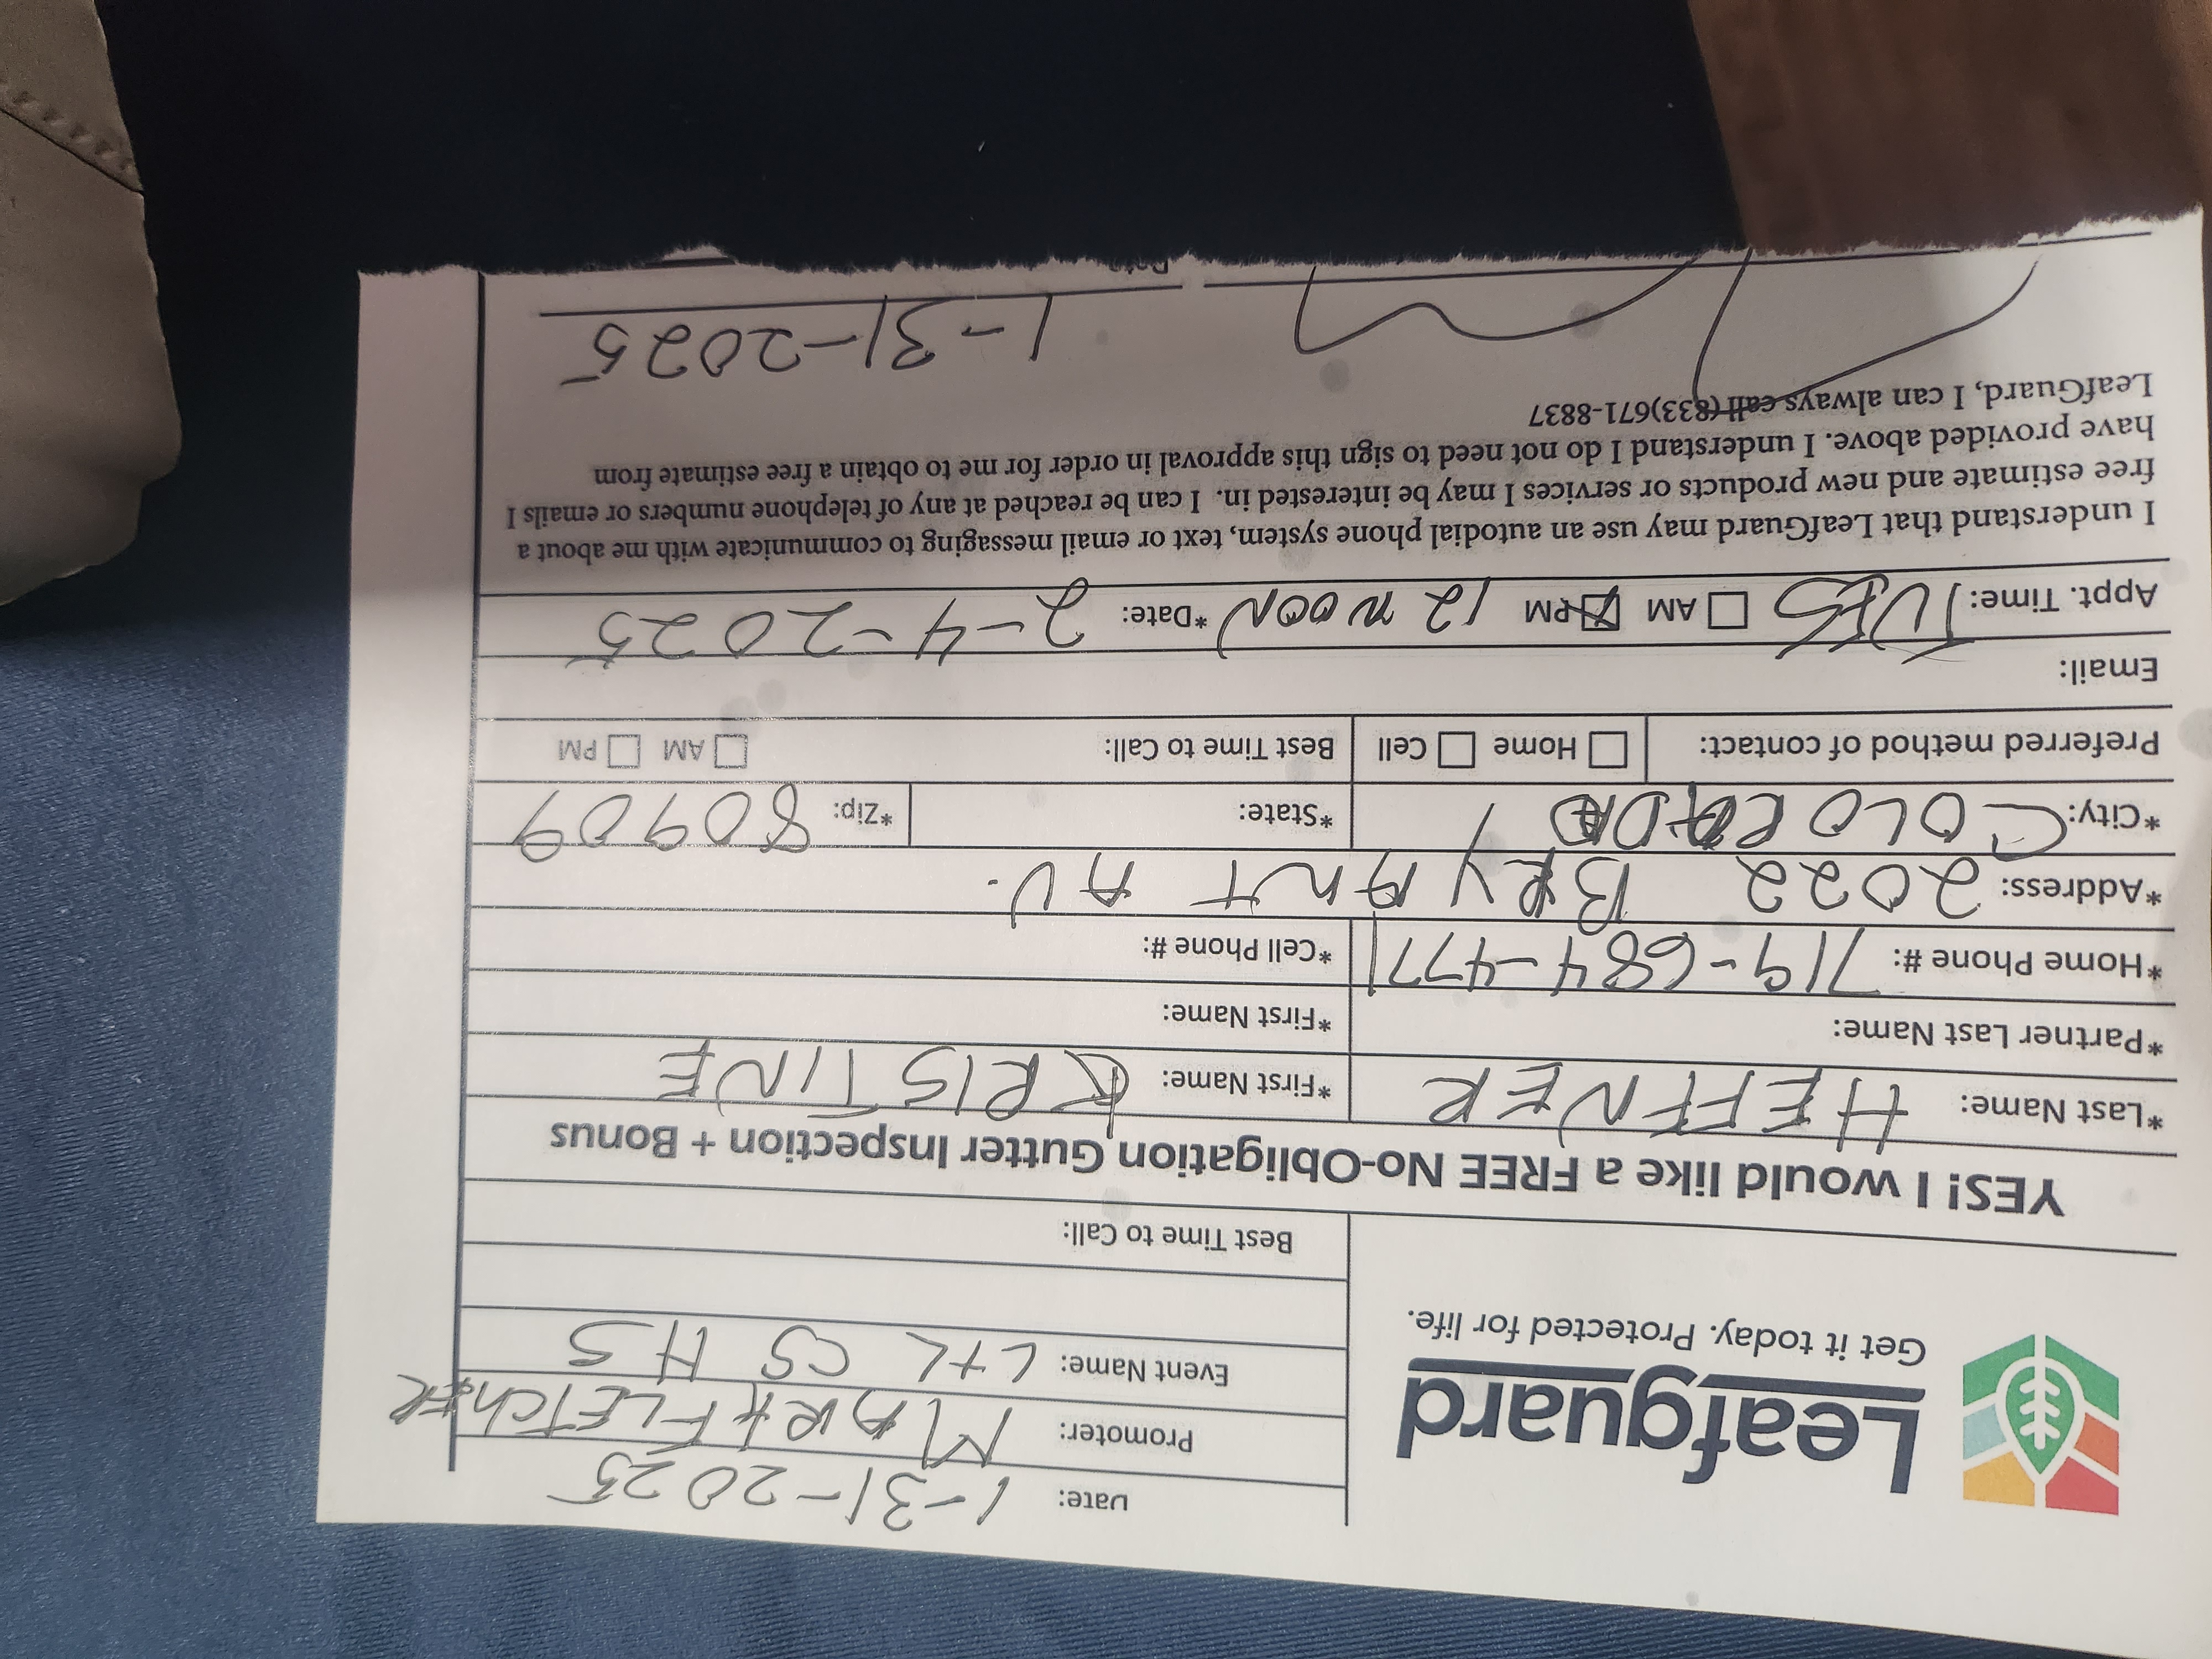 Leafguard
Get it today. Protected for life.
Date: 1-31-2025
Promoter: MARK FLETCHER
Event Name: L+L CS HS
Best Time to Call:
YES! I would like a FREE No-Obligation Gutter Inspection + Bonus
*Last Name: HEFFNER *First Name: KRISTINE
*Partner Last Name: *First Name:
*Home Phone #: 719-684-4771 *Cell Phone #:
*Address: 2022 BRYANT AV.
*City: COLORADO *State: *Zip: 80909
Preferred method of contact: Home Cell Best Time to Call: AM PM
Email:
Appt. Time: TUES AM PM 12 NOON *Date: 2-4-2025
I understand that LeafGuard may use an autodial phone system, text or email messaging to communicate with me about a
free estimate and new products or services I may be interested in. I can be reached at any of telephone numbers or emails I
have provided above. I understand I do not need to sign this approval in order for me to obtain a free estimate from
LeafGuard, I can always call (833)671-8837
1-31-2025